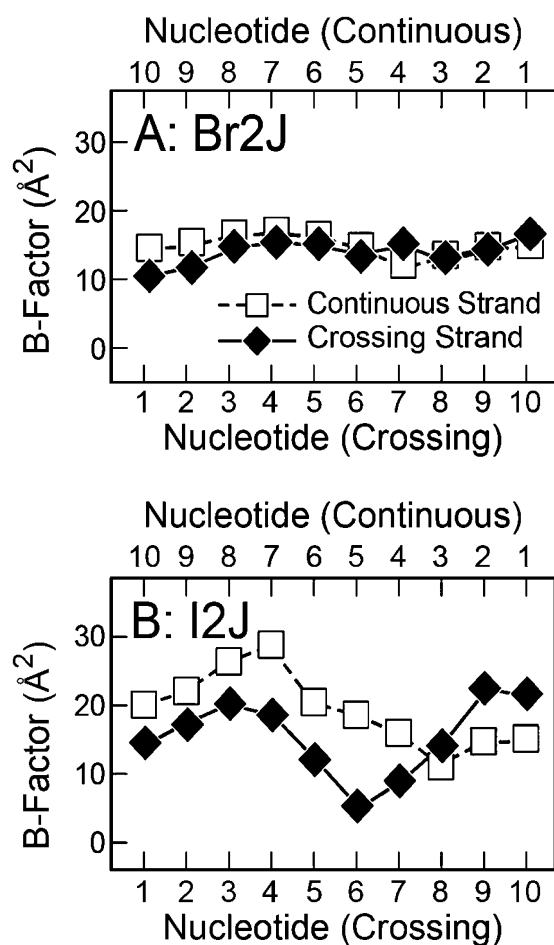 Nucleotide (Continuous)
10 9 8 7 6 5 4 3 2 1
A: Br2J
B-Factor (Å²)
30
20
10
0
Continuous Strand
Crossing Strand
1 2 3 4 5 6 7 8 9 10
Nucleotide (Crossing)
Nucleotide (Continuous)
10 9 8 7 6 5 4 3 2 1
B: I2J
B-Factor (Å²)
30
20
10
0
1 2 3 4 5 6 7 8 9 10
Nucleotide (Crossing)